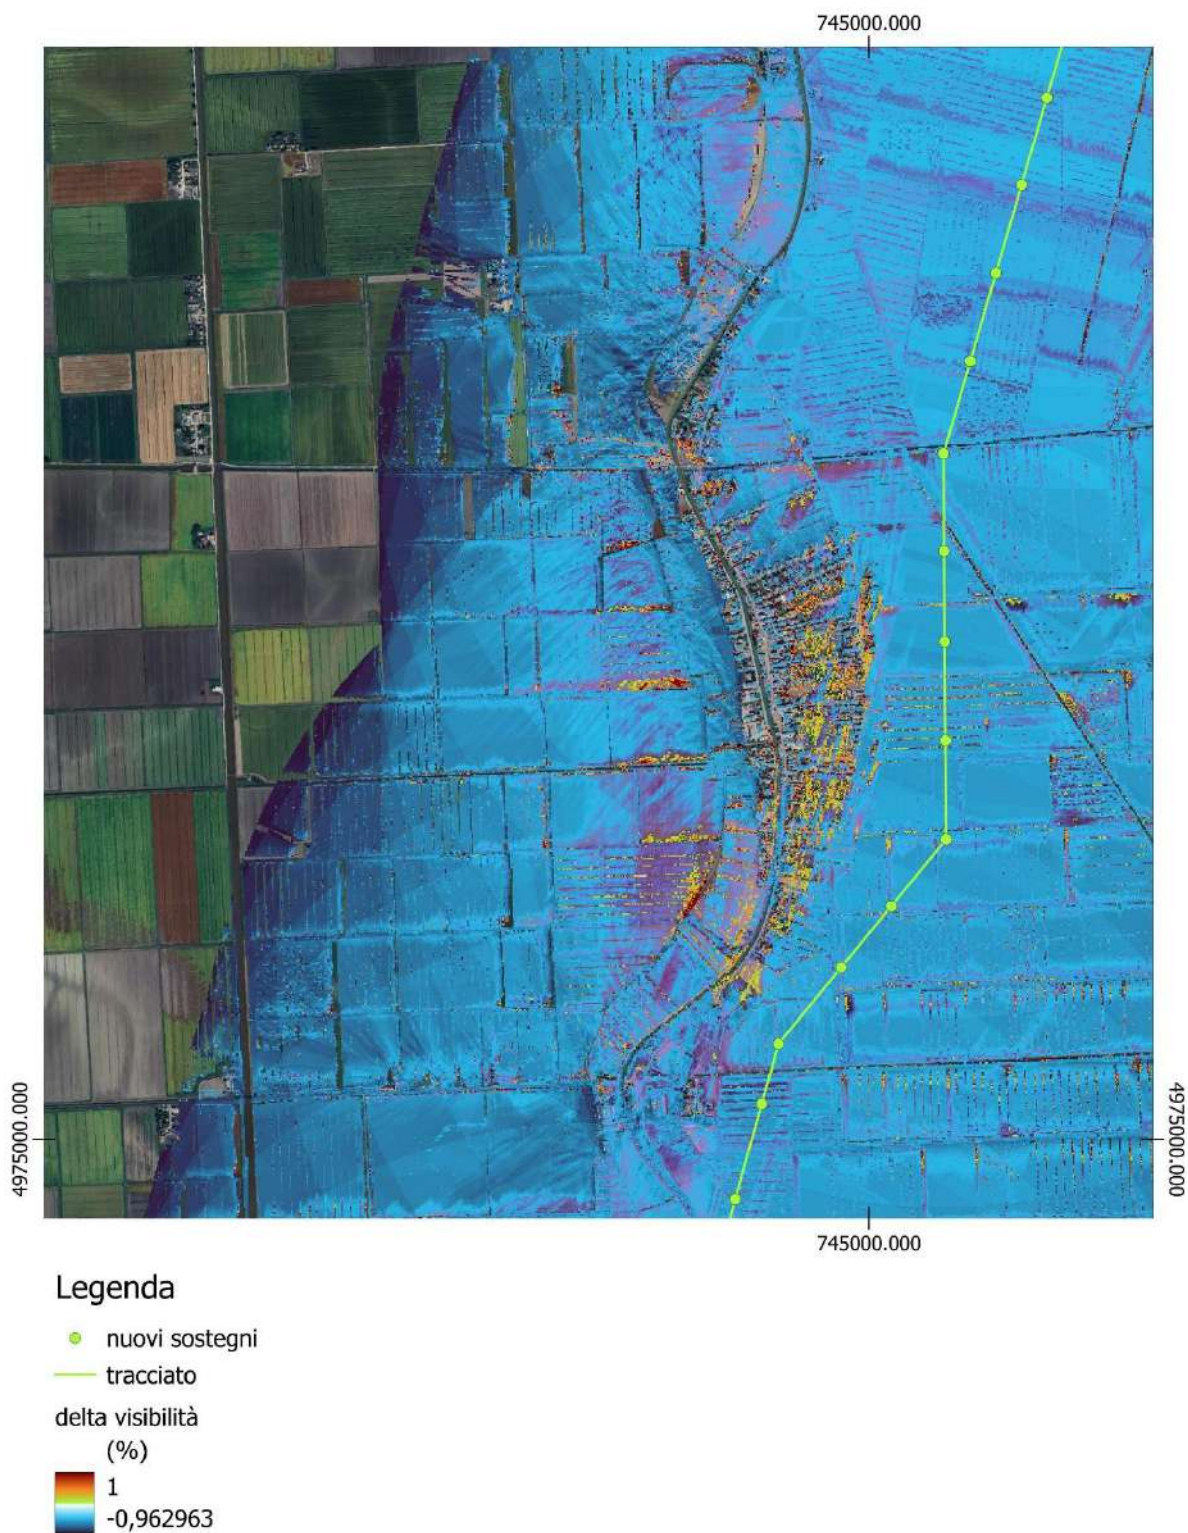 745000.000
4975000.000
4975000.000
745000.000
Legenda
nuovi sostegni
tracciato
delta visibilità
(%)
1
-0,962963